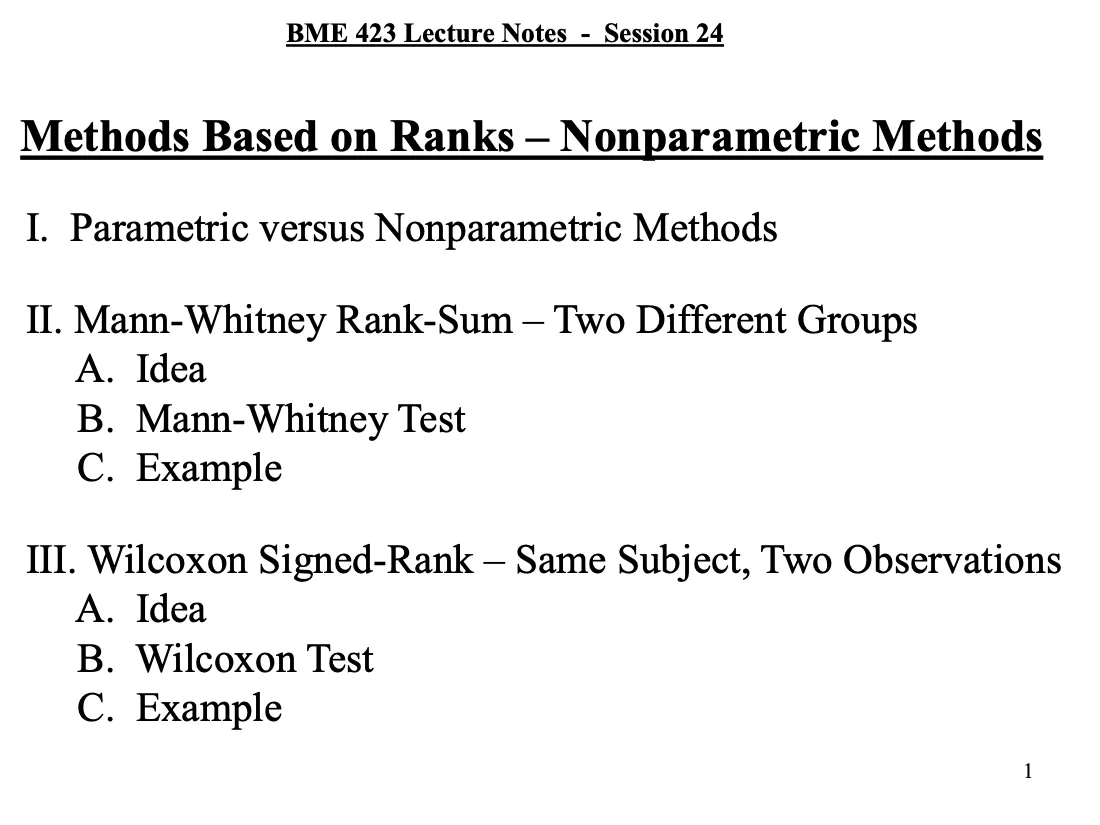 BME 423 Lecture Notes - Session 24
Methods Based on Ranks – Nonparametric Methods
I. Parametric versus Nonparametric Methods
II. Mann-Whitney Rank-Sum – Two Different Groups
A. Idea
B. Mann-Whitney Test
C. Example
III. Wilcoxon Signed-Rank – Same Subject, Two Observations
A. Idea
B. Wilcoxon Test
C. Example
1